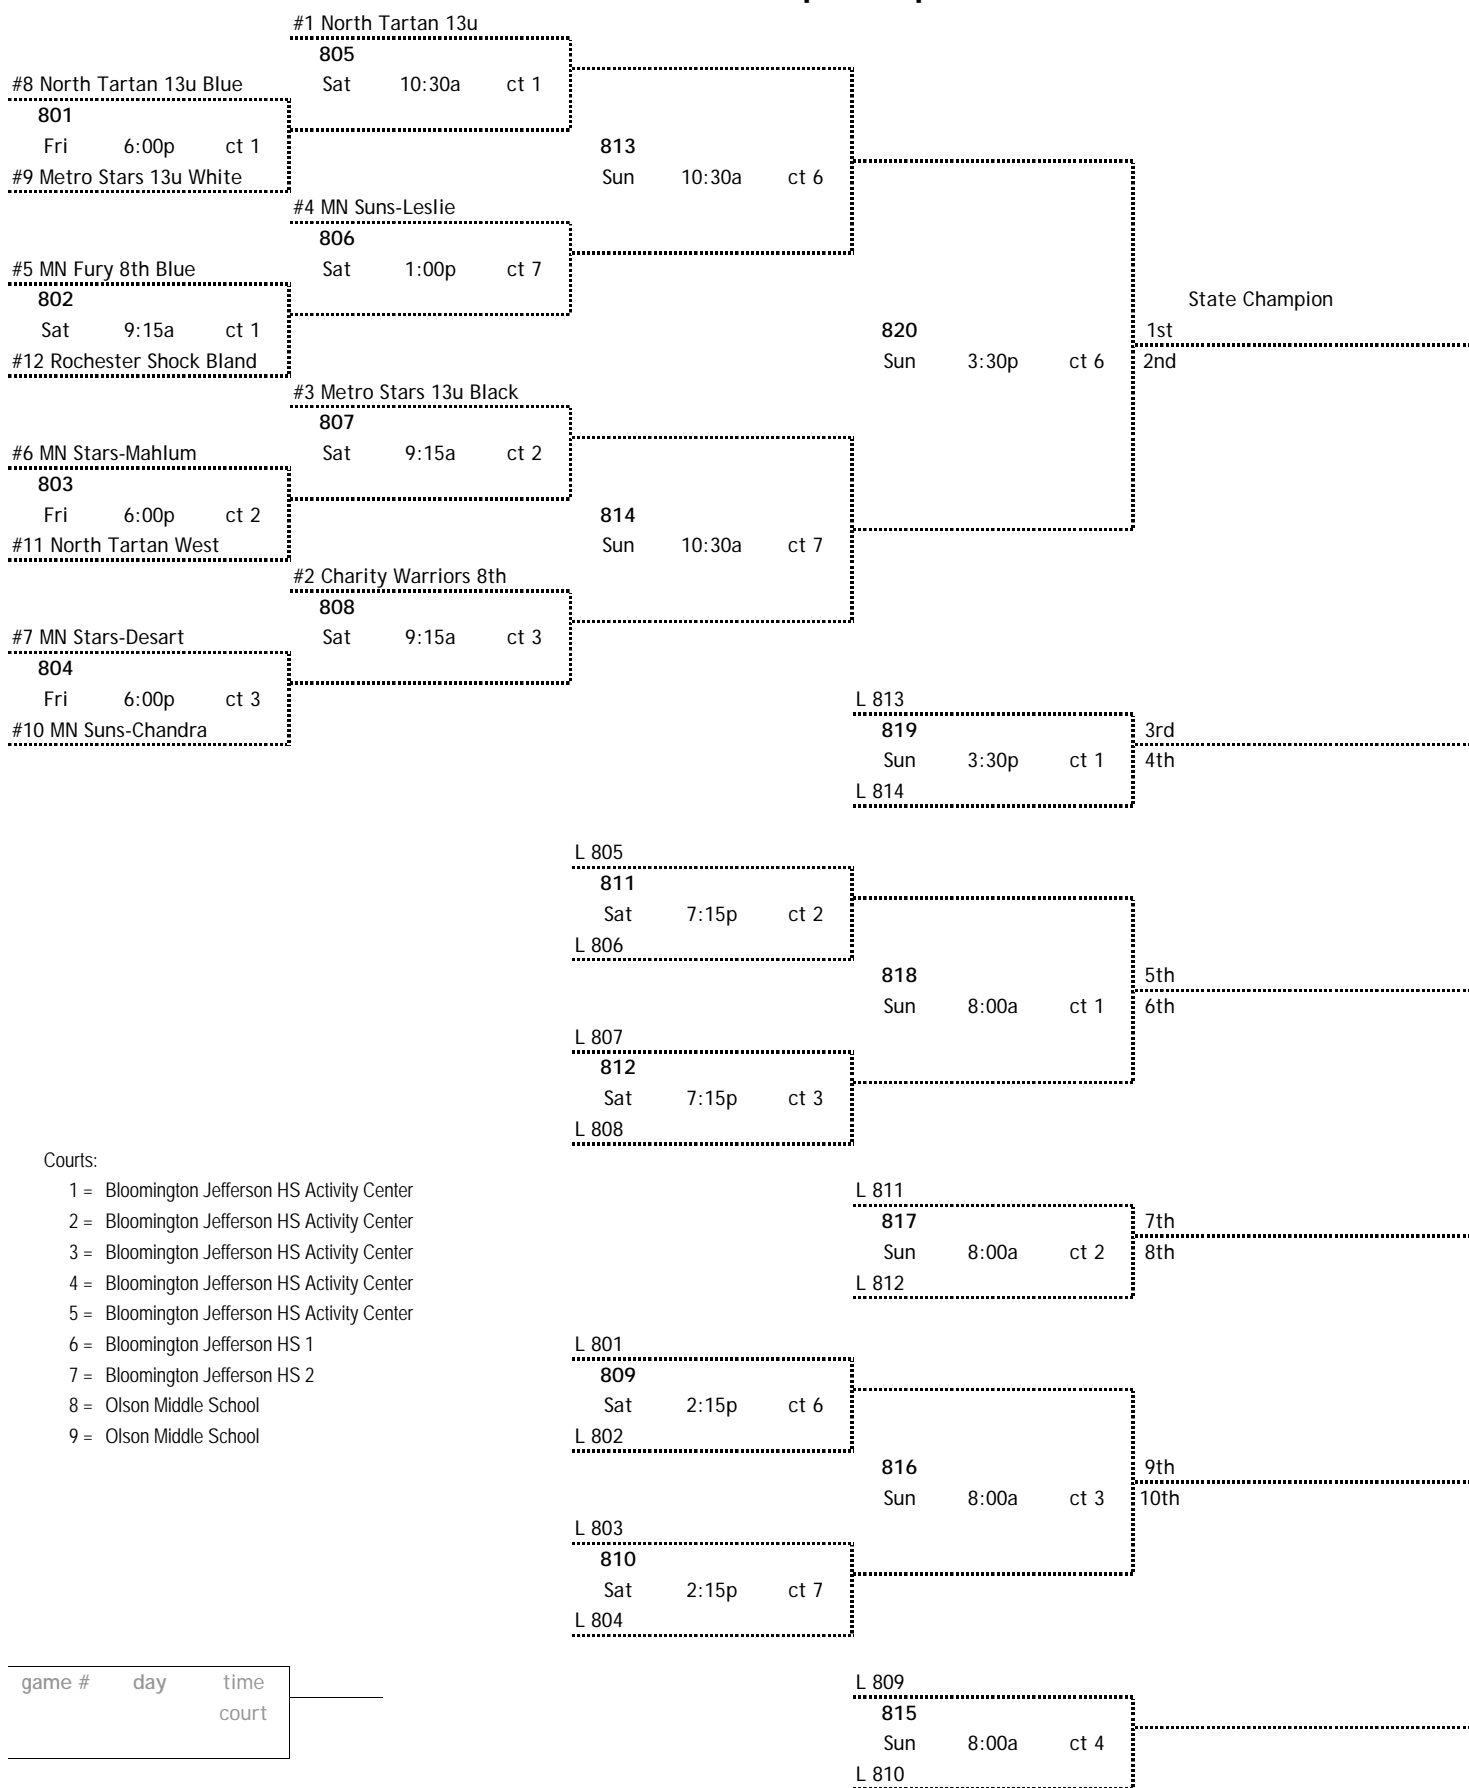 #1 North Tartan 13u
805
#8 North Tartan 13u Blue
Sat 10:30a ct 1
801
Fri 6:00p ct 1
813
#9 Metro Stars 13u White
Sun 10:30a ct 6
#4 MN Suns-Leslie
806
#5 MN Fury 8th Blue
Sat 1:00p ct 7
802
State Champion
Sat 9:15a ct 1
820
1st
#12 Rochester Shock Bland
Sun 3:30p ct 6
2nd
#3 Metro Stars 13u Black
807
#6 MN Stars-Mahlum
Sat 9:15a ct 2
803
Fri 6:00p ct 2
814
#11 North Tartan West
Sun 10:30a ct 7
#2 Charity Warriors 8th
808
#7 MN Stars-Desart
Sat 9:15a ct 3
804
Fri 6:00p ct 3
L 813
#10 MN Suns-Chandra
819
3rd
Sun 3:30p ct 1
4th
L 814
L 805
811
Sat 7:15p ct 2
L 806
818
5th
Sun 8:00a ct 1
6th
L 807
812
Sat 7:15p ct 3
L 808
Courts:
1 = Bloomington Jefferson HS Activity Center
2 = Bloomington Jefferson HS Activity Center
3 = Bloomington Jefferson HS Activity Center
4 = Bloomington Jefferson HS Activity Center
5 = Bloomington Jefferson HS Activity Center
6 = Bloomington Jefferson HS 1
7 = Bloomington Jefferson HS 2
8 = Olson Middle School
9 = Olson Middle School
L 811
817
7th
Sun 8:00a ct 2
8th
L 812
L 801
809
Sat 2:15p ct 6
L 802
816
9th
Sun 8:00a ct 3
10th
L 803
810
Sat 2:15p ct 7
L 804
game # day time
court
L 809
815
Sun 8:00a ct 4
L 810